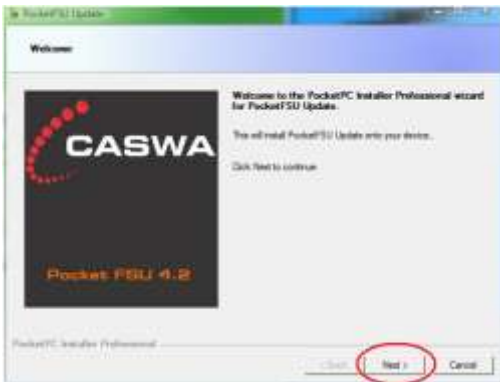 PocketFSU Update
Welcome
Welcome to the PocketPC Installer Professional wizard
for PocketFSU Update.
This will install PocketFSU Update onto your device.
Click Next to continue
CASWA
Pocket FSU 4.2
PocketPC Installer Professional
< Back
Next >
Cancel